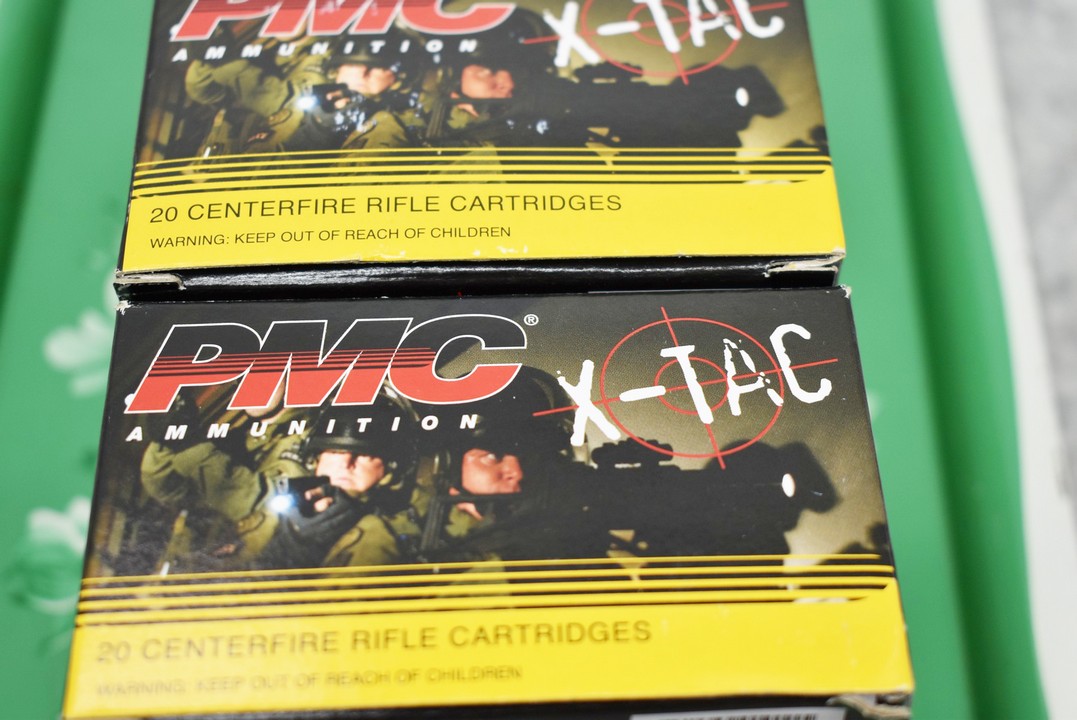 PMC
X-TAC
AMMUNITION
20 CENTERFIRE RIFLE CARTRIDGES
WARNING: KEEP OUT OF REACH OF CHILDREN
PMC®
X-TAC
AMMUNITION
20 CENTERFIRE RIFLE CARTRIDGES
WARNING: KEEP OUT OF REACH OF CHILDREN